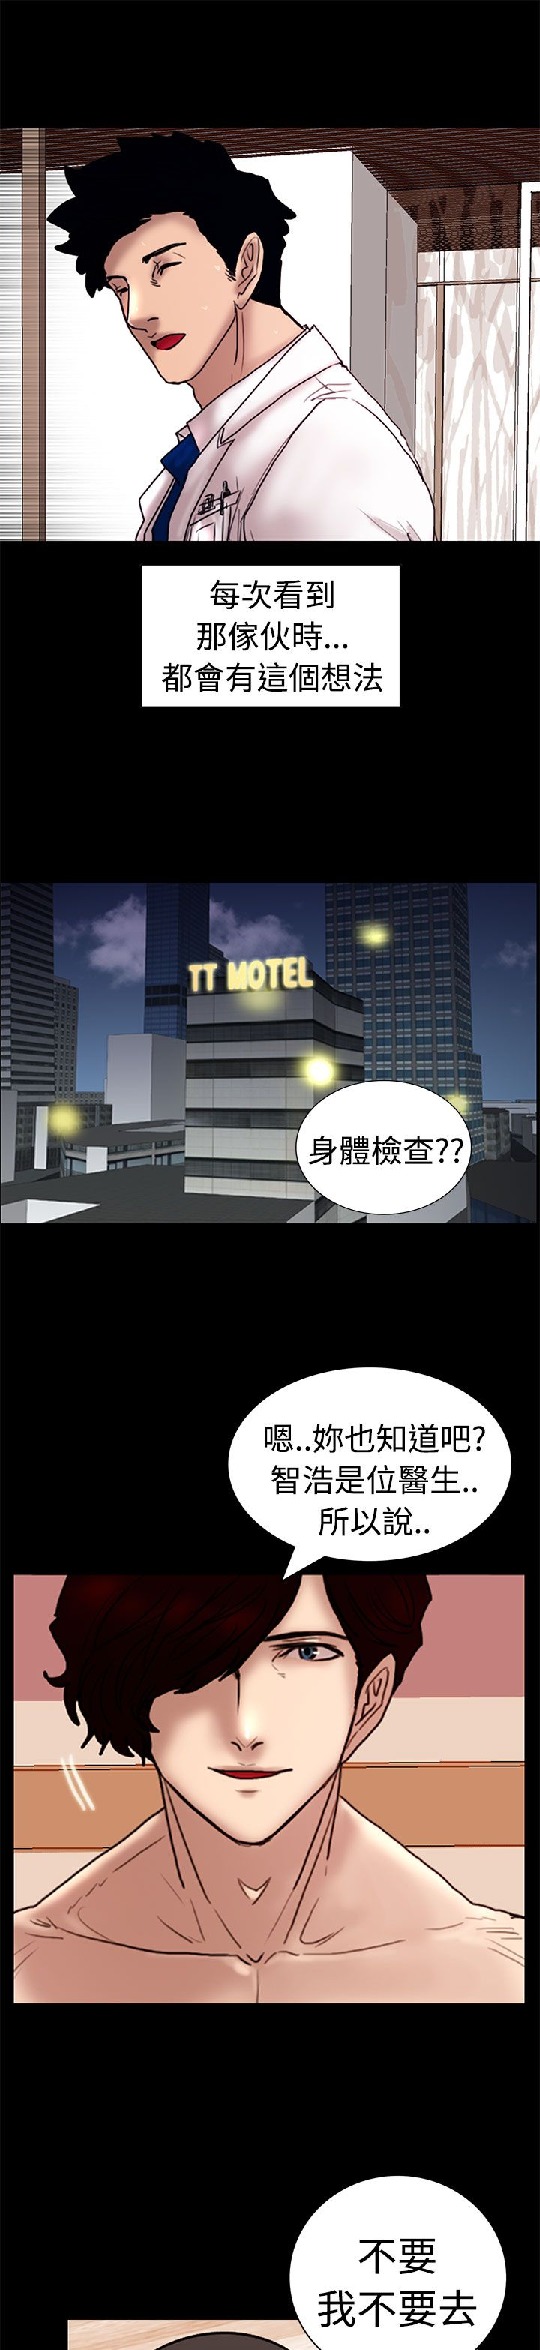 每次看到
那傢伙時...
都會有這個想法
TT MOTEL
身體檢查??
嗯..妳也知道吧?
智浩是位醫生..
所以說..
不要
我不要去